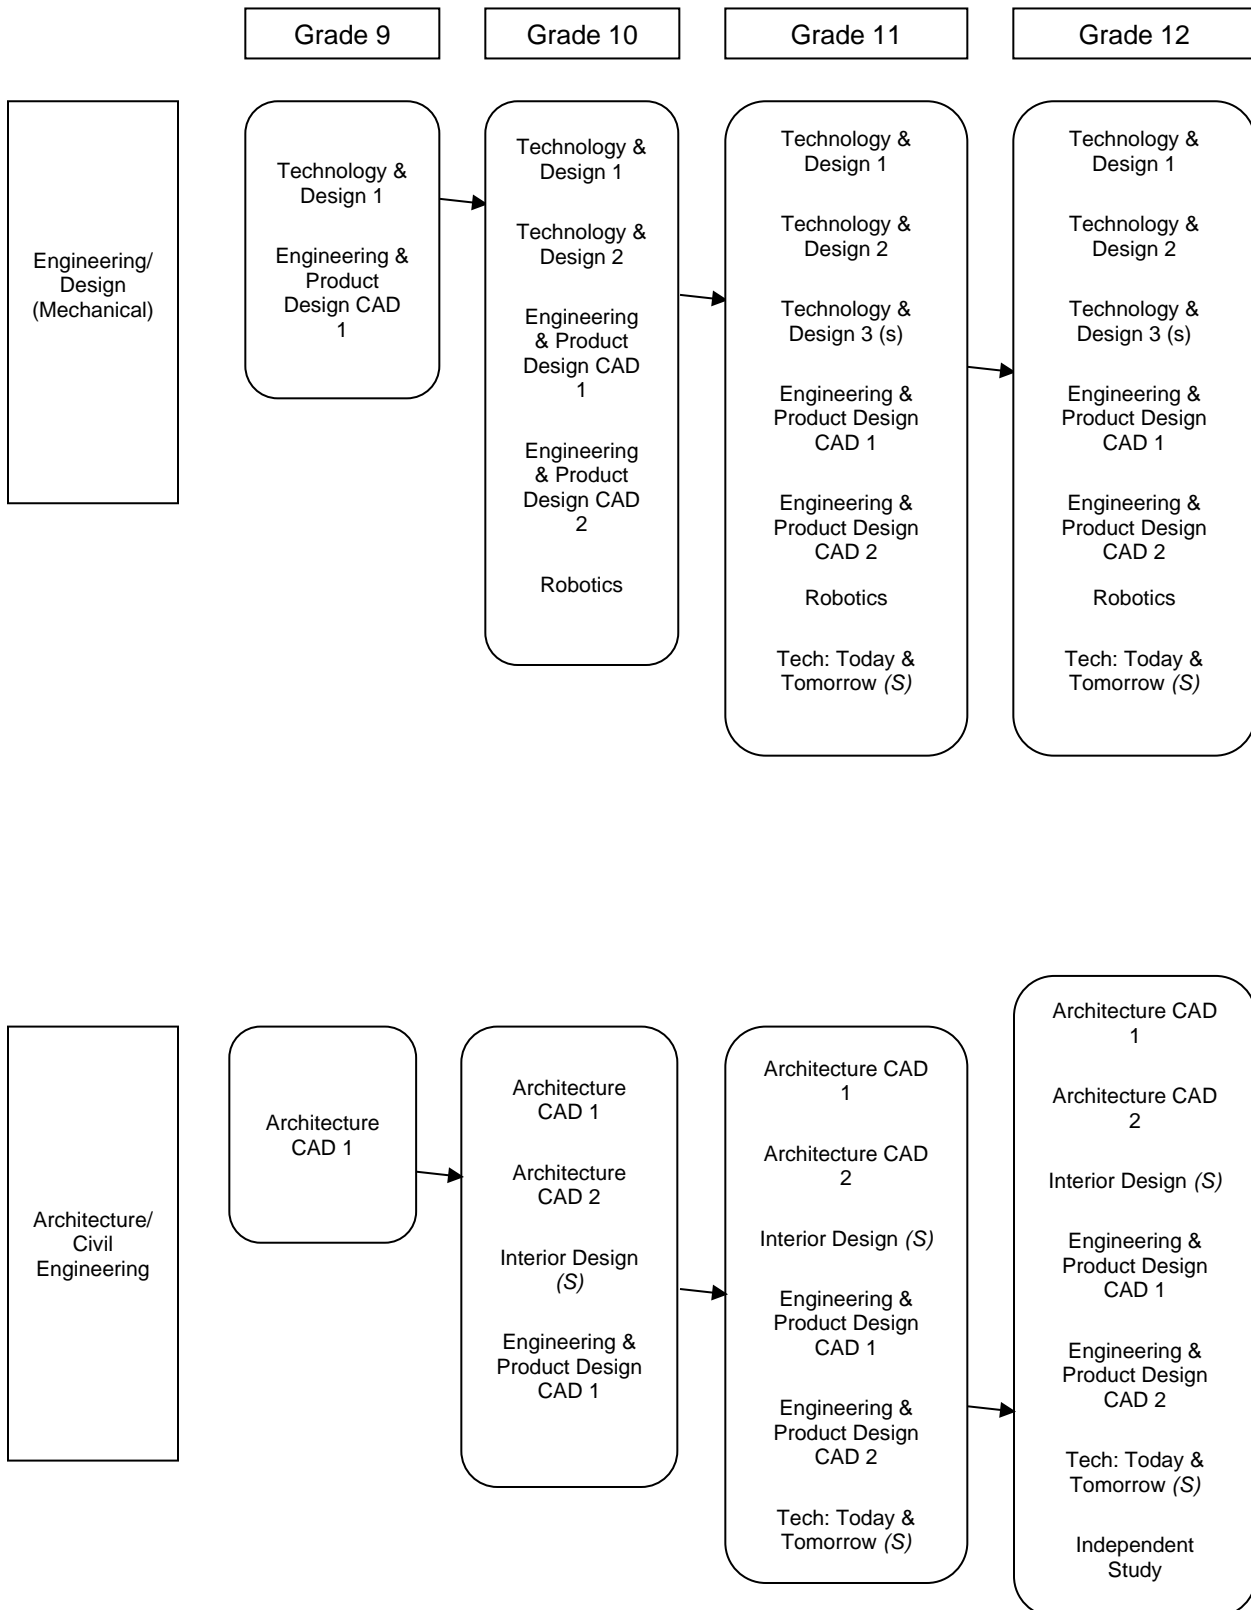 Grade 9
Grade 10
Grade 11
Grade 12
Engineering/
Design
(Mechanical)
Technology &
Design 1
Engineering &
Product
Design CAD
1
Technology &
Design 1
Technology &
Design 2
Engineering
& Product
Design CAD
1
Engineering
& Product
Design CAD
2
Robotics
Technology &
Design 1
Technology &
Design 2
Technology &
Design 3 (s)
Engineering &
Product Design
CAD 1
Engineering &
Product Design
CAD 2
Robotics
Tech: Today &
Tomorrow (S)
Technology &
Design 1
Technology &
Design 2
Technology &
Design 3 (s)
Engineering &
Product Design
CAD 1
Engineering &
Product Design
CAD 2
Robotics
Tech: Today &
Tomorrow (S)
Architecture/
Civil
Engineering
Architecture
CAD 1
Architecture
CAD 1
Architecture
CAD 2
Interior Design
(S)
Engineering &
Product Design
CAD 1
Architecture CAD
1
Architecture CAD
2
Interior Design (S)
Engineering &
Product Design
CAD 1
Engineering &
Product Design
CAD 2
Tech: Today &
Tomorrow (S)
Architecture CAD
1
Architecture CAD
2
Interior Design (S)
Engineering &
Product Design
CAD 1
Engineering &
Product Design
CAD 2
Tech: Today &
Tomorrow (S)
Independent
Study